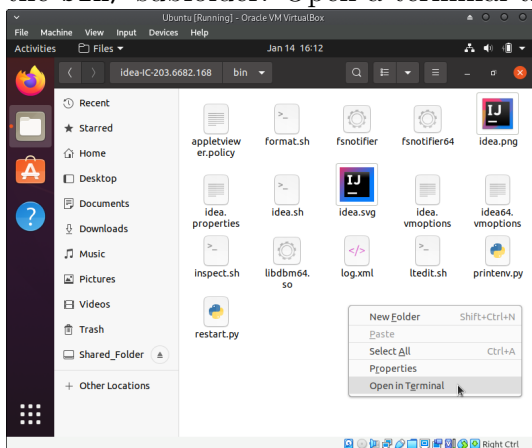 Ubuntu [Running] - Oracle VM VirtualBox
File Machine View Input Devices Help
Activities Files Jan 14 16:12
idea-IC-203.6682.168 bin
Recent
Starred
Home
Desktop
Documents
Downloads
Music
Pictures
Videos
Trash
Shared_Folder
Other Locations
appletview
er.policy
format.sh
fsnotifier
fsnotifier64
idea.png
idea.
properties
idea.sh
idea.svg
idea.
vmoptions
idea64.
vmoptions
inspect.sh
libdbm64.
so
log.xml
ltedit.sh
printenv.py
restart.py
New Folder Shift+Ctrl+N
Paste
Select All Ctrl+A
Properties
Open in Terminal
Right Ctrl